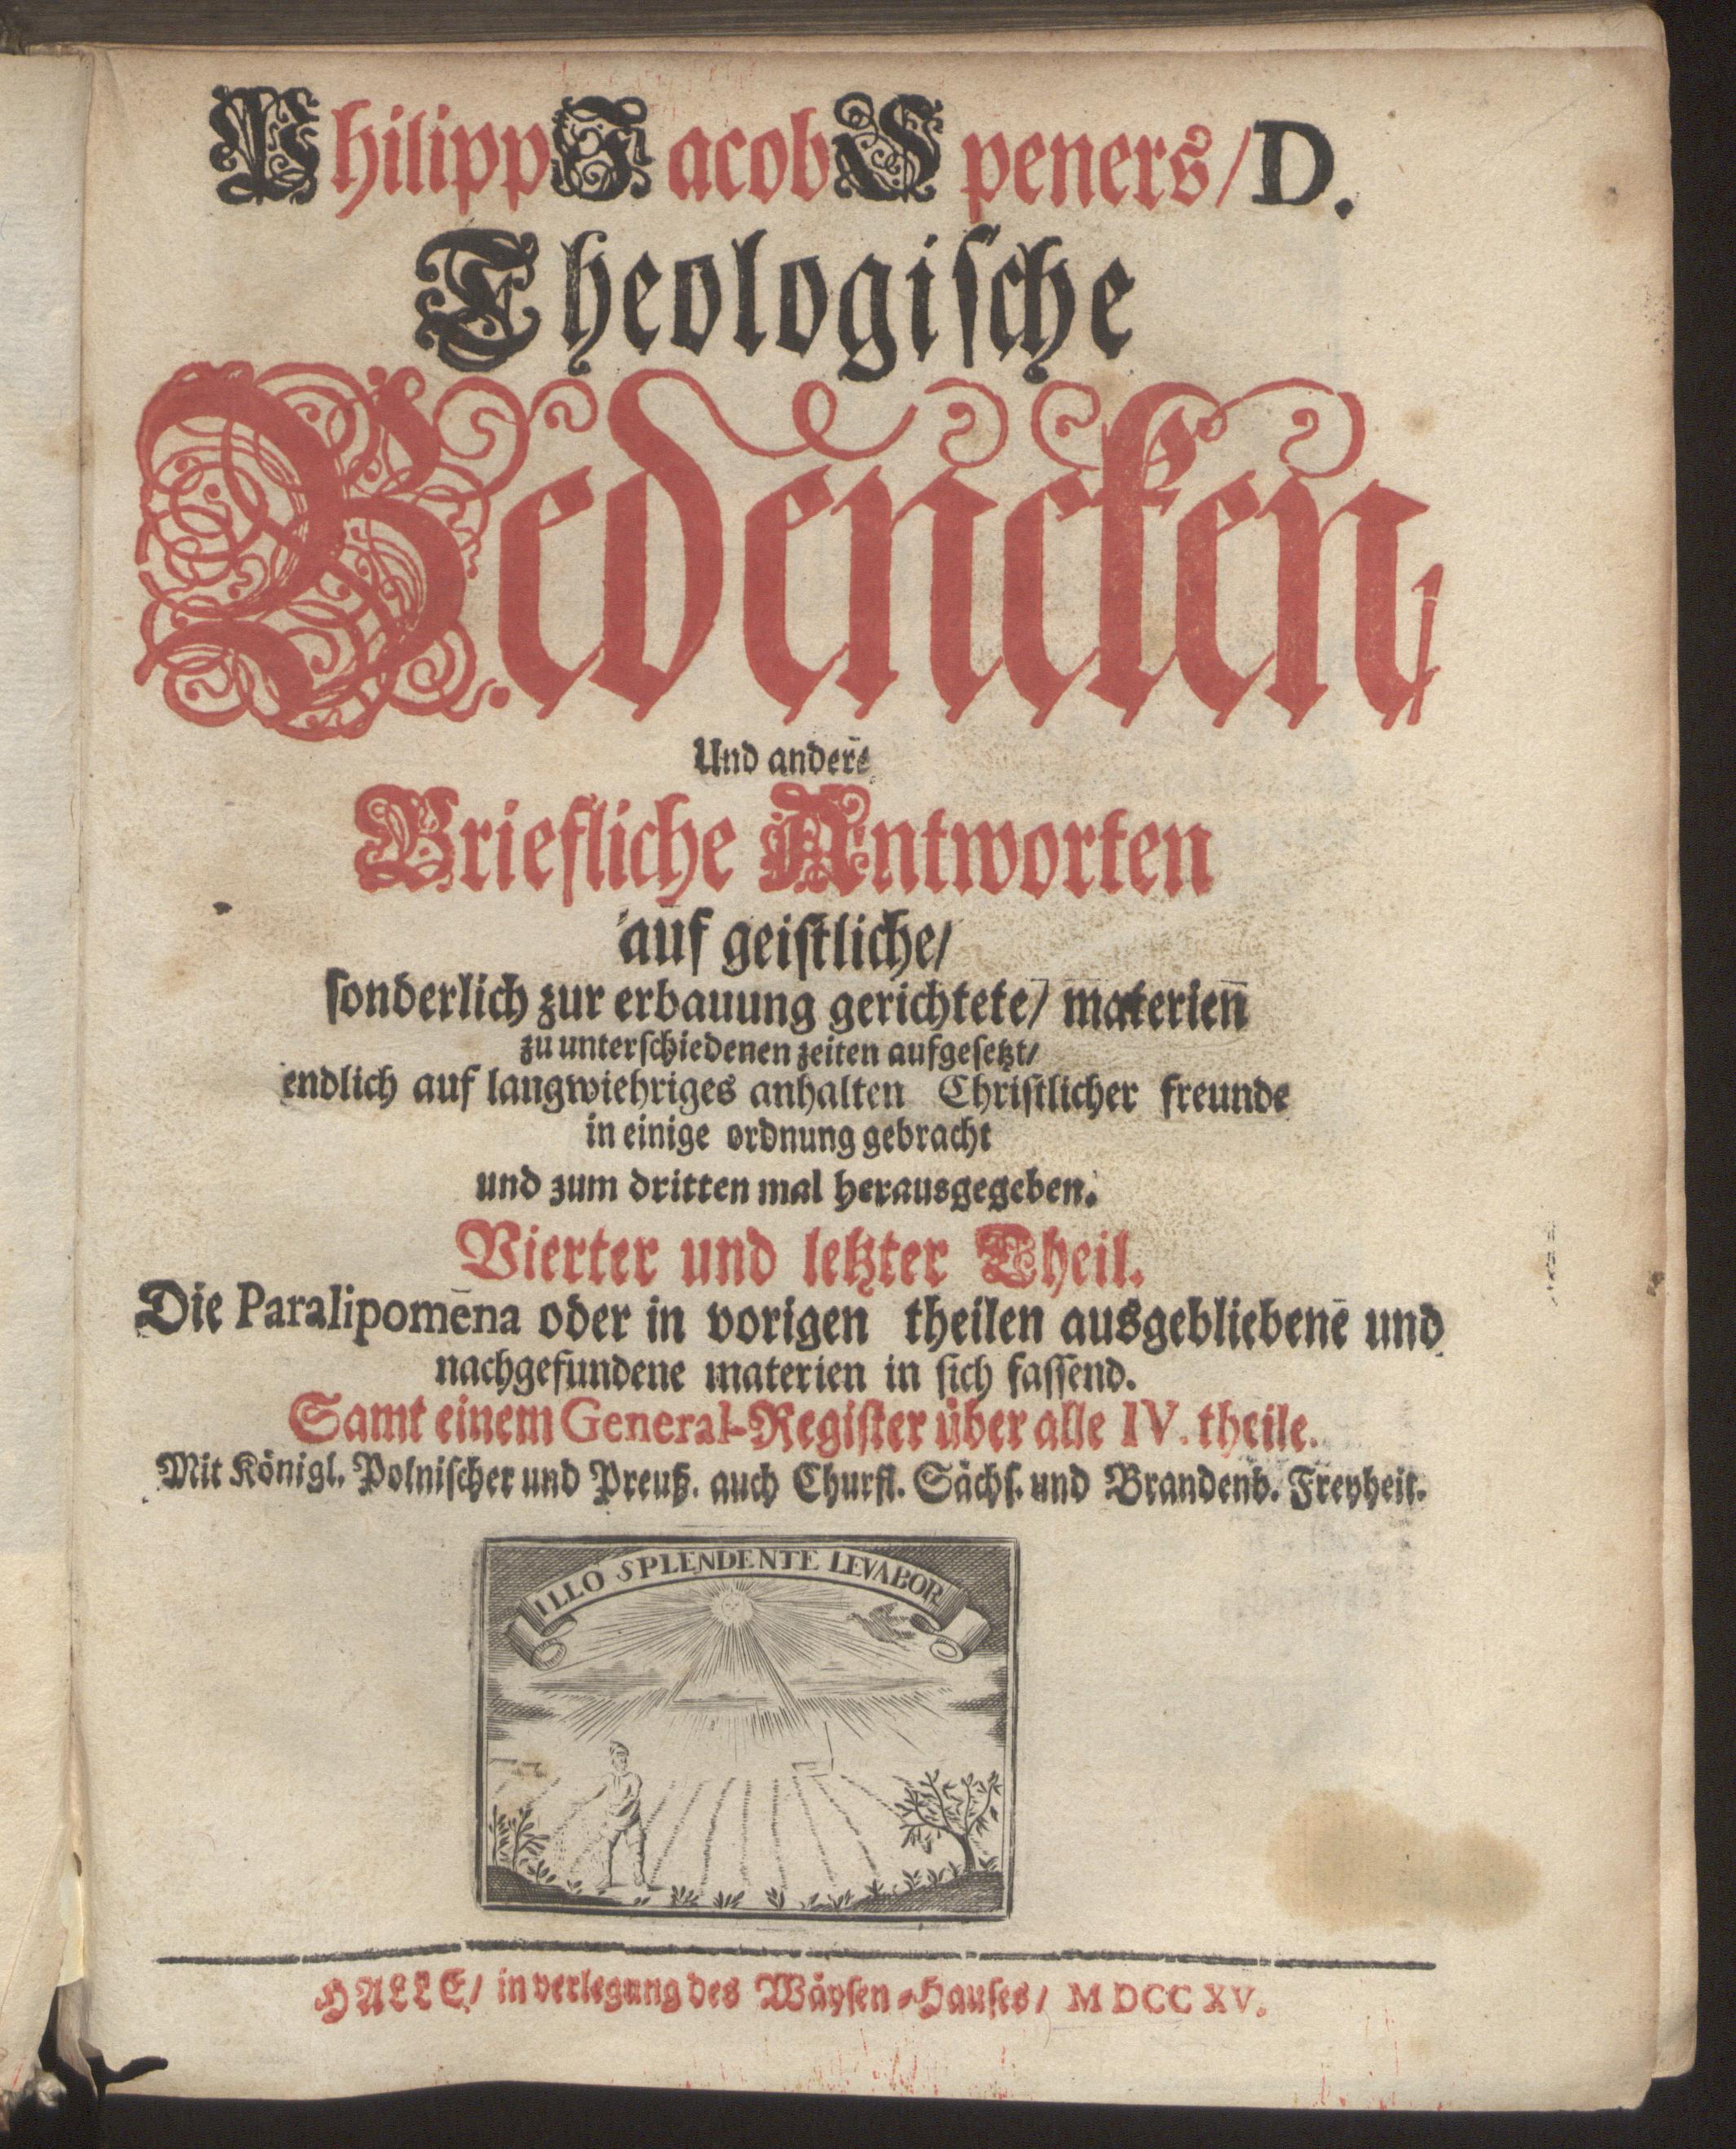 Philipp Jacob Speners/ D.
Theologische
Bedencken/
Und andere
Briefliche Antworten
auf geistliche/
sonderlich zur erbauung gerichtete/ materien
zu unterschiedenen zeiten aufgesetzt/
endlich auf langwiehriges anhalten Christlicher freunde
in einige ordnung gebracht
und zum dritten mal herausgegeben.
Vierter und letzter Theil.
Die Paralipomena oder in vorigen theilen ausgebliebene und
nachgefundene materien in sich fassend.
Samt einem General-Register über alle IV. theile.
Mit Königl. Polnischer und Preuß. auch Churfl. Sächs. und Brandenb. Freyheit.
ILLO SPLENDENTE LEVABOR
HALLE/ in verlegung des Wäysen-Hauses/ MDCCXV.